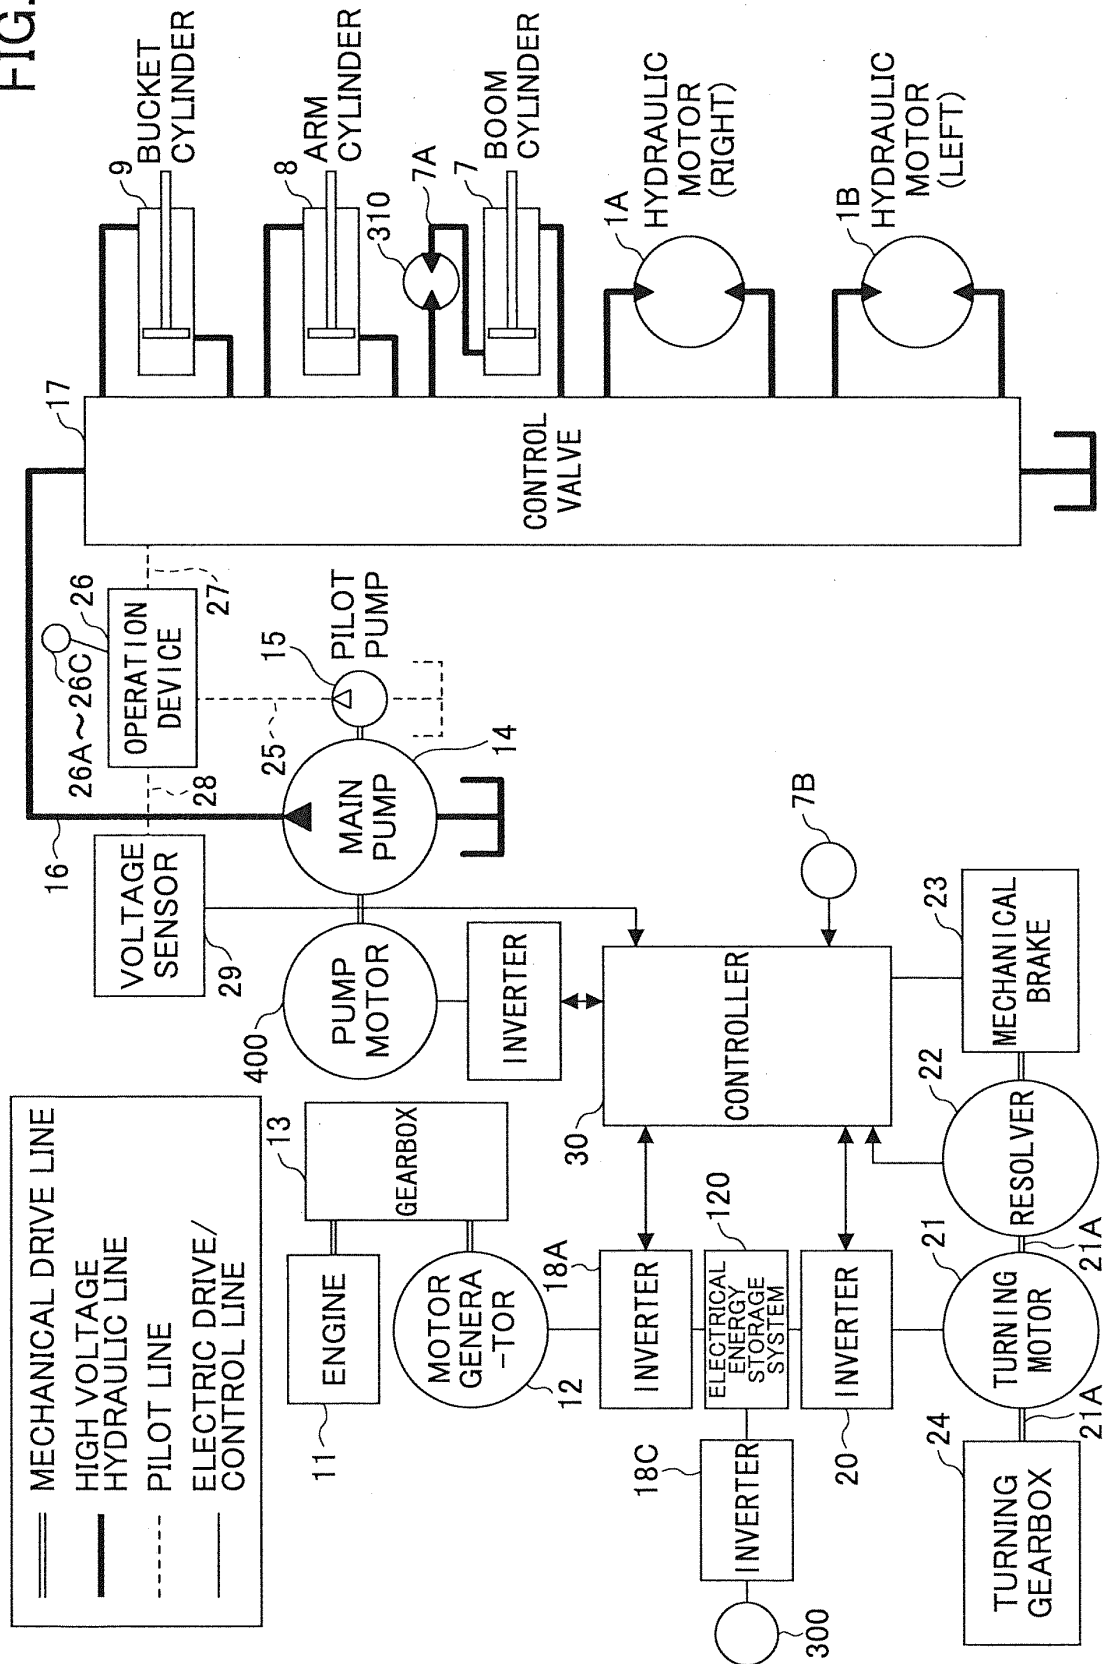 FIG.
MECHANICAL DRIVE LINE
HIGH VOLTAGE
HYDRAULIC LINE
PILOT LINE
ELECTRIC DRIVE/
CONTROL LINE
9
BUCKET
CYLINDER
8
ARM
CYLINDER
310
7A
7
BOOM
CYLINDER
1A
HYDRAULIC
MOTOR
(RIGHT)
1B
HYDRAULIC
MOTOR
(LEFT)
17
CONTROL
VALVE
26A～26C
26
OPERATION
DEVICE
27
28
16
VOLTAGE
SENSOR
29
25
15
PILOT
PUMP
MAIN
PUMP
14
400
PUMP
MOTOR
INVERTER
13
GEARBOX
11
ENGINE
MOTOR
GENERA
-TOR
12
30
CONTROLLER
7B
18A
INVERTER
120
ELECTRICAL
ENERGY
STORAGE
SYSTEM
18C
INVERTER
300
20
INVERTER
24
TURNING
GEARBOX
21A
21
TURNING
MOTOR
21A
22
RESOLVER
23
MECHANICAL
BRAKE